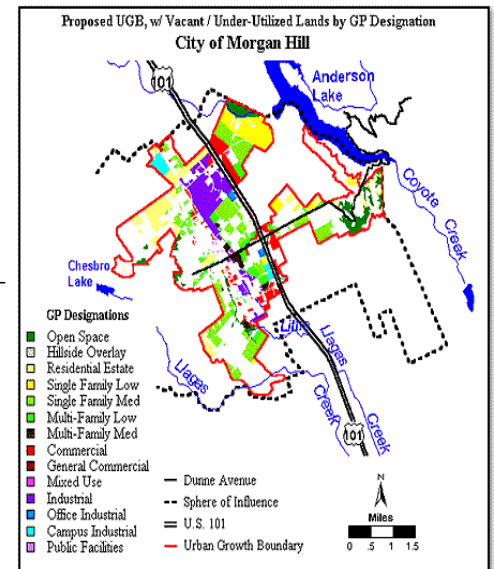 Proposed UGB, w/ Vacant / Under-Utilized Lands by GP Designation
City of Morgan Hill
101
Anderson
Lake
Coyote
Creek
Chesbro
Lake
Little
Llagas
Creek
Llagas
Creek
101
GP Designations
Open Space
Hillside Overlay
Residential Estate
Single Family Low
Single Family Med
Multi-Family Low
Multi-Family Med
Commercial
General Commercial
Mixed Use
Industrial
Office Industrial
Campus Industrial
Public Facilities
Dunne Avenue
Sphere of Influence
U.S. 101
Urban Growth Boundary
N
Miles
0 .5 1 1.5